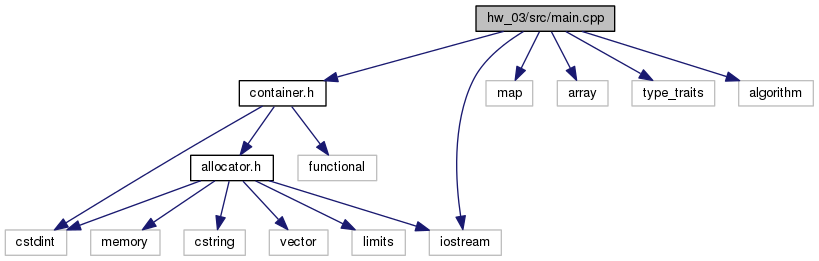 hw_03/src/main.cpp
container.h
map
array
type_traits
algorithm
allocator.h
functional
cstdint
memory
cstring
vector
limits
iostream